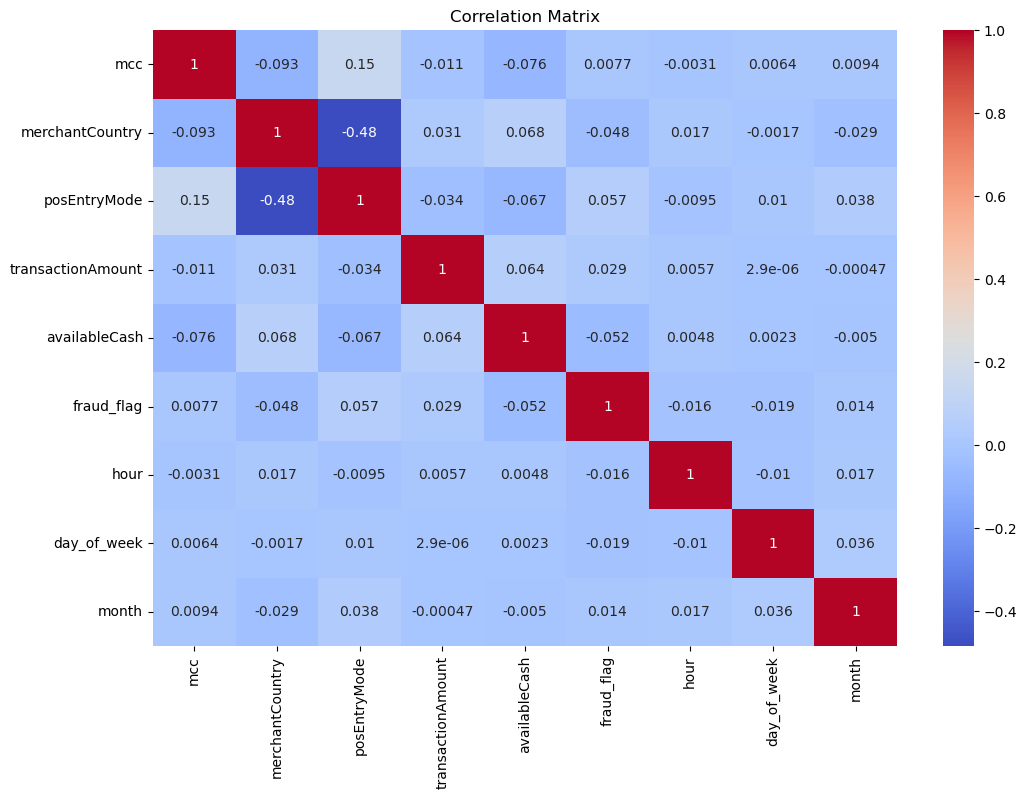 Correlation Matrix
mcc 1 -0.093 0.15 -0.011 -0.076 0.0077 -0.0031 0.0064 0.0094
merchantCountry -0.093 1 -0.48 0.031 0.068 -0.048 0.017 -0.0017 -0.029
posEntryMode 0.15 -0.48 1 -0.034 -0.067 0.057 -0.0095 0.01 0.038
transactionAmount -0.011 0.031 -0.034 1 0.064 0.029 0.0057 2.9e-06 -0.00047
availableCash -0.076 0.068 -0.067 0.064 1 -0.052 0.0048 0.0023 -0.005
fraud_flag 0.0077 -0.048 0.057 0.029 -0.052 1 -0.016 -0.019 0.014
hour -0.0031 0.017 -0.0095 0.0057 0.0048 -0.016 1 -0.01 0.017
day_of_week 0.0064 -0.0017 0.01 2.9e-06 0.0023 -0.019 -0.01 1 0.036
month 0.0094 -0.029 0.038 -0.00047 -0.005 0.014 0.017 0.036 1
mcc merchantCountry posEntryMode transactionAmount availableCash fraud_flag hour day_of_week month
1.0
0.8
0.6
0.4
0.2
0.0
−0.2
−0.4